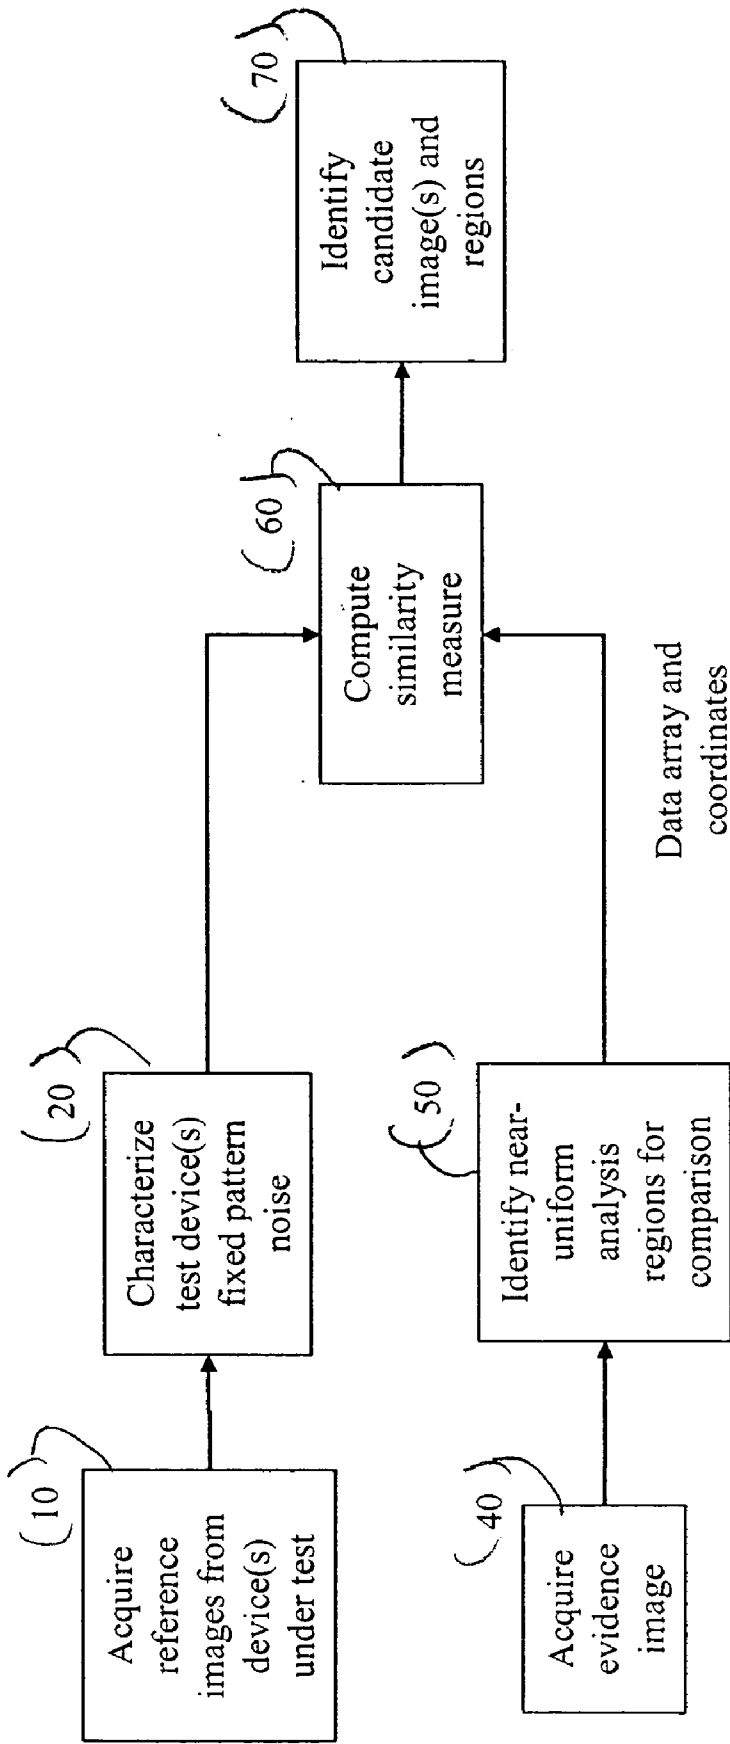 Acquire
reference
images from
device(s)
under test
10
Characterize
test device(s)
fixed pattern
noise
20
Acquire
evidence
image
40
Identify near-
uniform
analysis
regions for
comparison
50
Data array and
coordinates
Compute
similarity
measure
60
Identify
candidate
image(s) and
regions
70